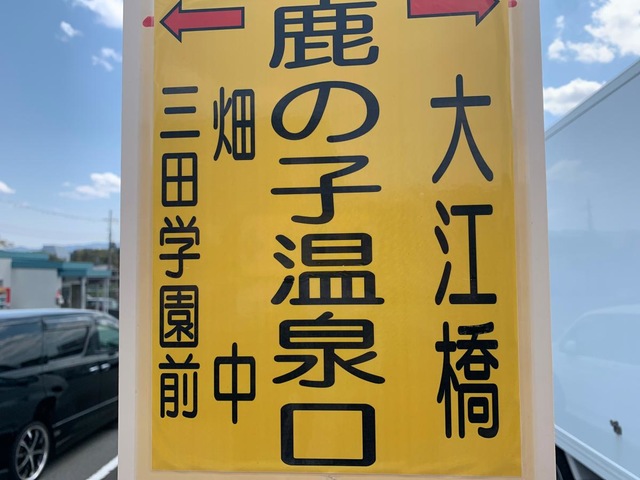 鹿の子温泉口
大江橋
畑中
三田学園前